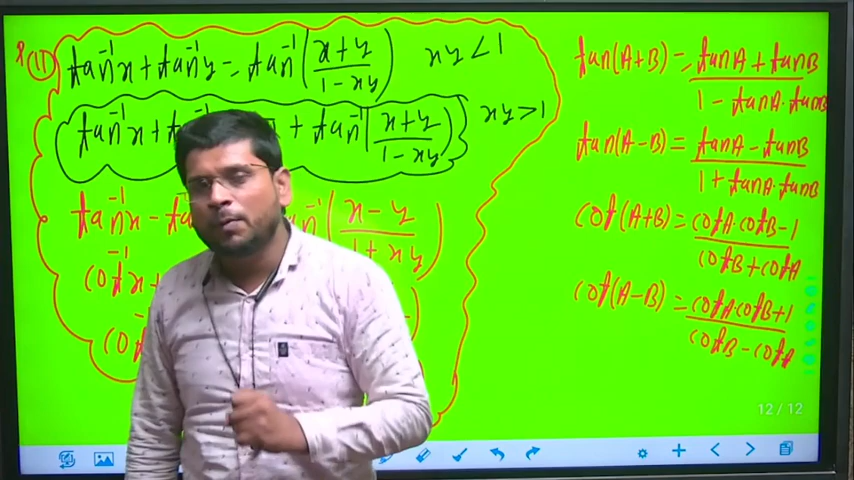 (11) tan⁻¹x + tan⁻¹y = tan⁻¹((x+y)/(1-xy)) xy < 1
tan⁻¹x + + tan⁻¹((x+y)/(1-xy)) xy > 1
tan⁻¹x - ((x-y)/(1+xy))
cot⁻¹x +
cot
tan(A+B) = (tanA + tanB)/(1 - tanA·tanB)
tan(A-B) = (tanA - tanB)/(1 + tanA·tanB)
cot(A+B) = (cotA·cotB-1)/(cotB+cotA)
cot(A-B) = (cotA cotB+1)/(cotB-cotA)
12/12